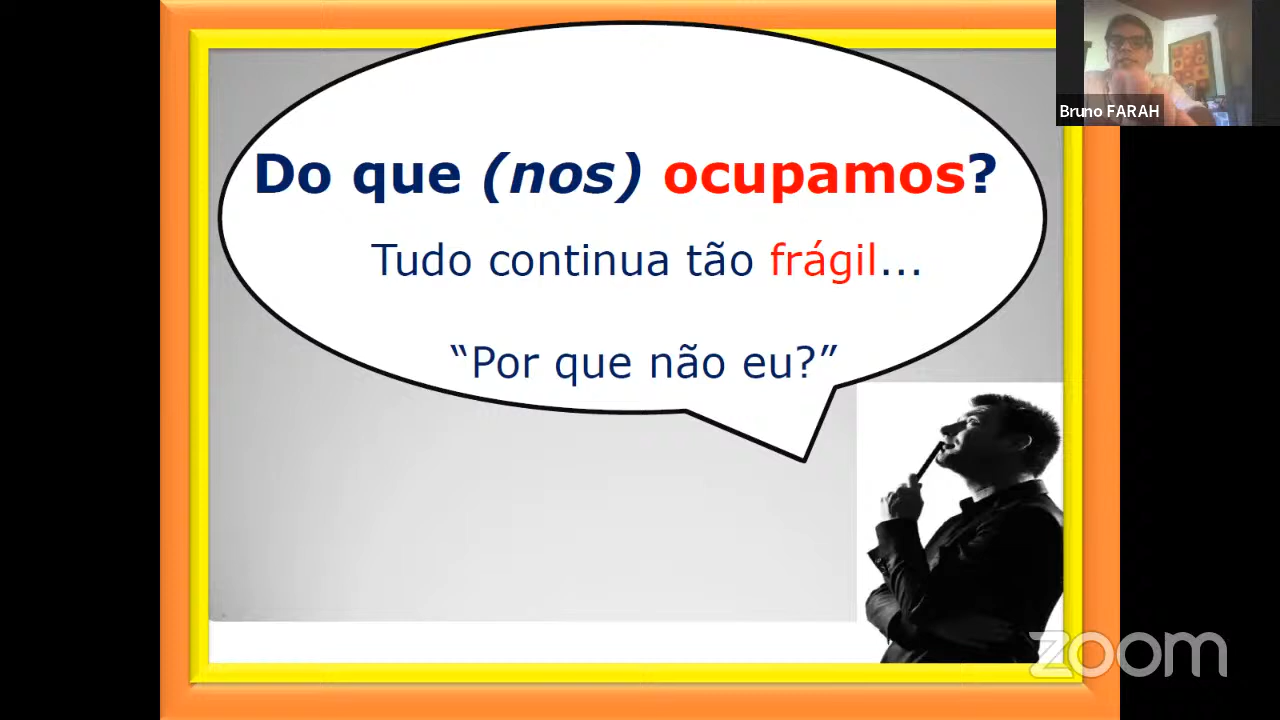 Bruno FARAH
Do que (nos) ocupamos?
Tudo continua tão frágil...
“Por que não eu?”
zoom